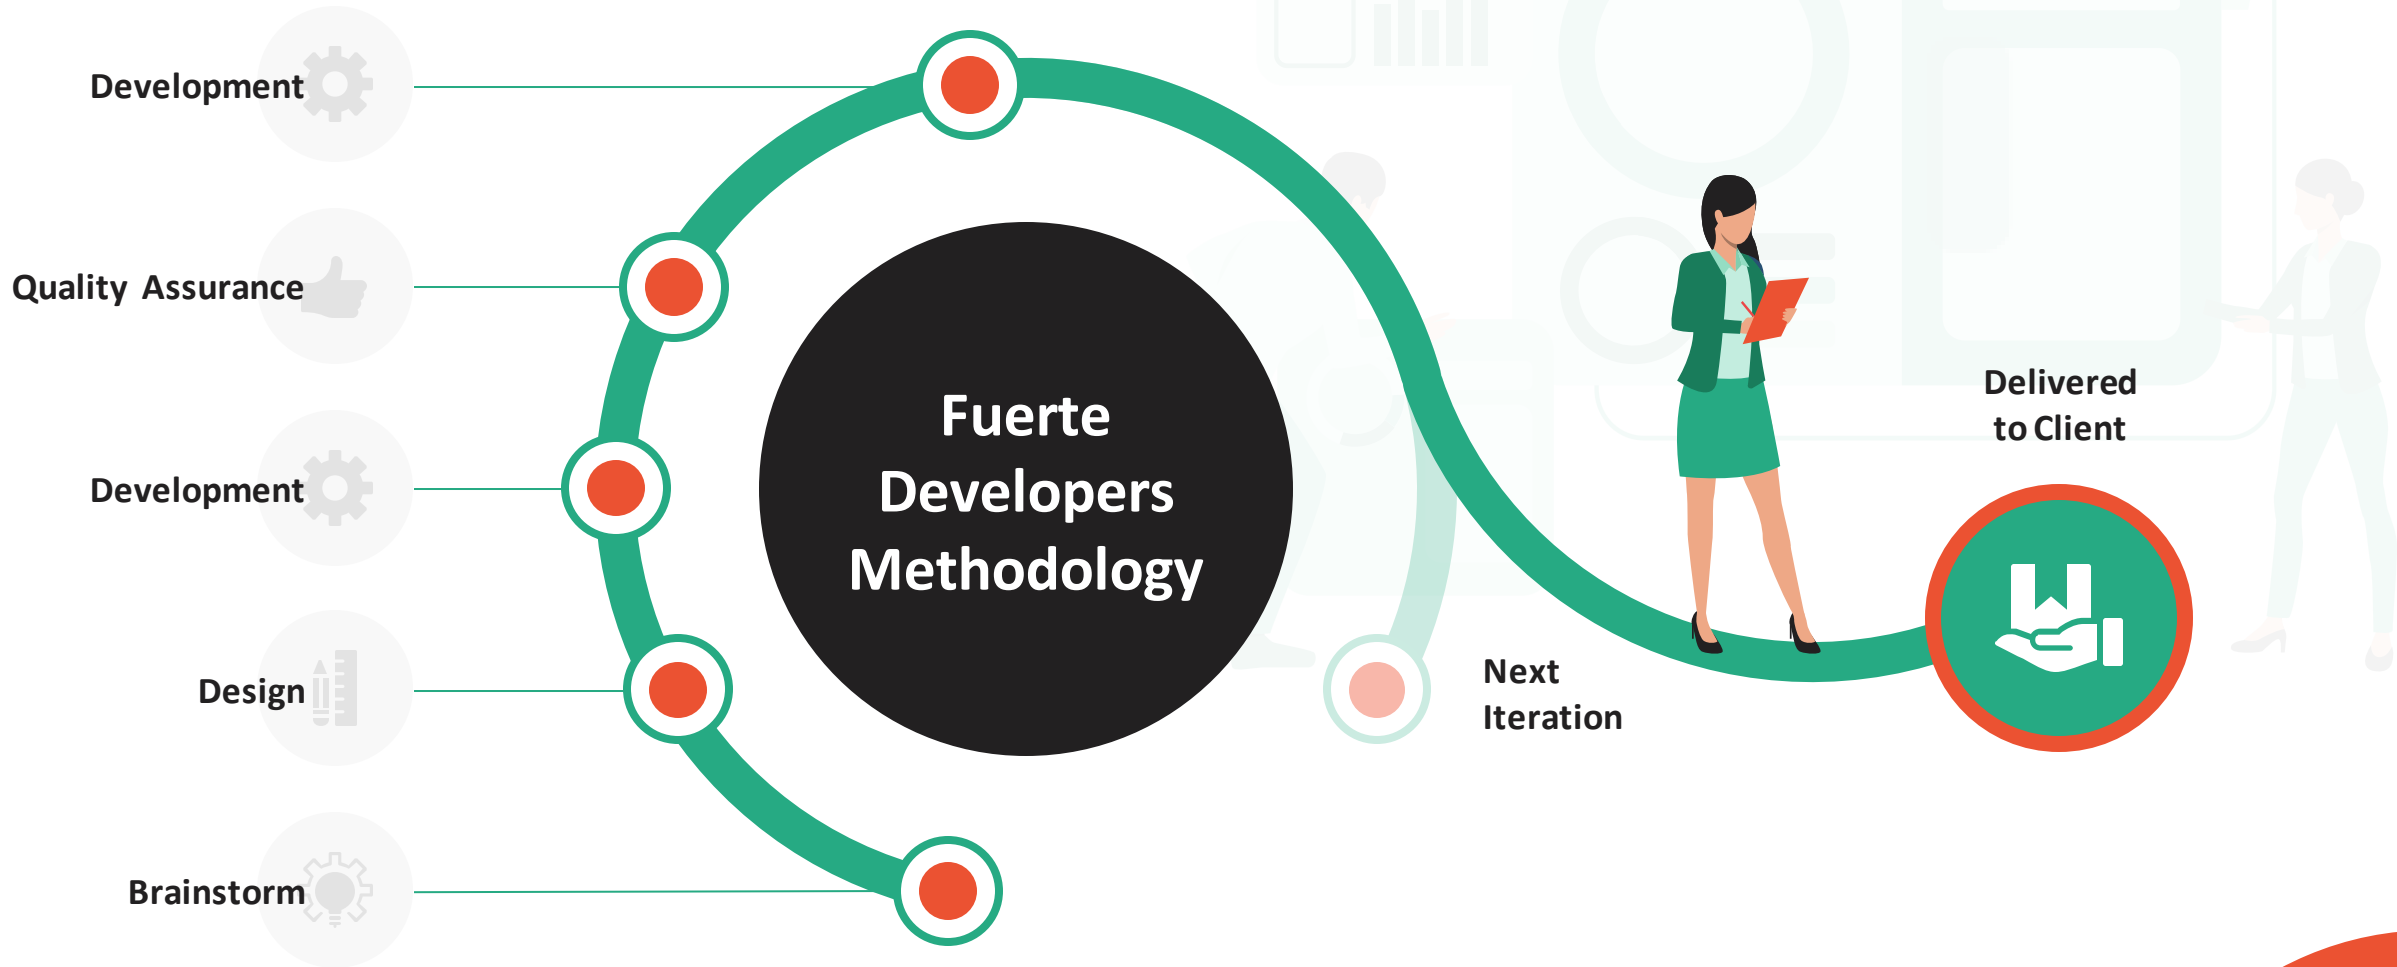 Development
Quality Assurance
Development
Design
Brainstorm
Fuerte
Developers
Methodology
Next
Iteration
Delivered
to Client